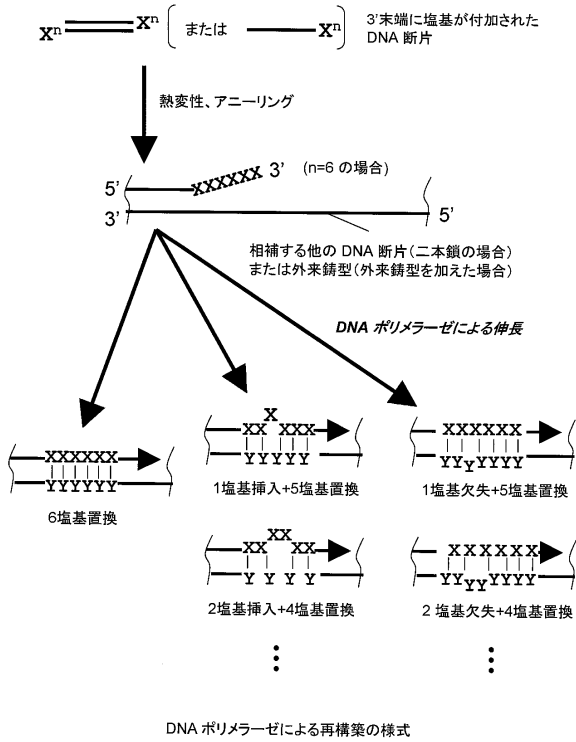 Xⁿ Xⁿ ( または Xⁿ ) 3’末端に塩基が付加された
DNA 断片
熱変性、アニーリング
XXXXXX 3’ (n=6 の場合)
5’
3’ 5’
相補する他の DNA 断片(二本鎖の場合)
または外来鋳型(外来鋳型を加えた場合)
DNA ポリメラーゼによる伸長
XXXXXX
YYYYYY
6塩基置換
X
XX XXX
YYYYY
1塩基挿入+5塩基置換
XXXXXX
YYYYYYY
1塩基欠失+5塩基置換
XX
XX XX
Y Y Y Y
2塩基挿入+4塩基置換
XXXXXX
YYYYYYYY
2 塩基欠失+4塩基置換
DNA ポリメラーゼによる再構築の様式